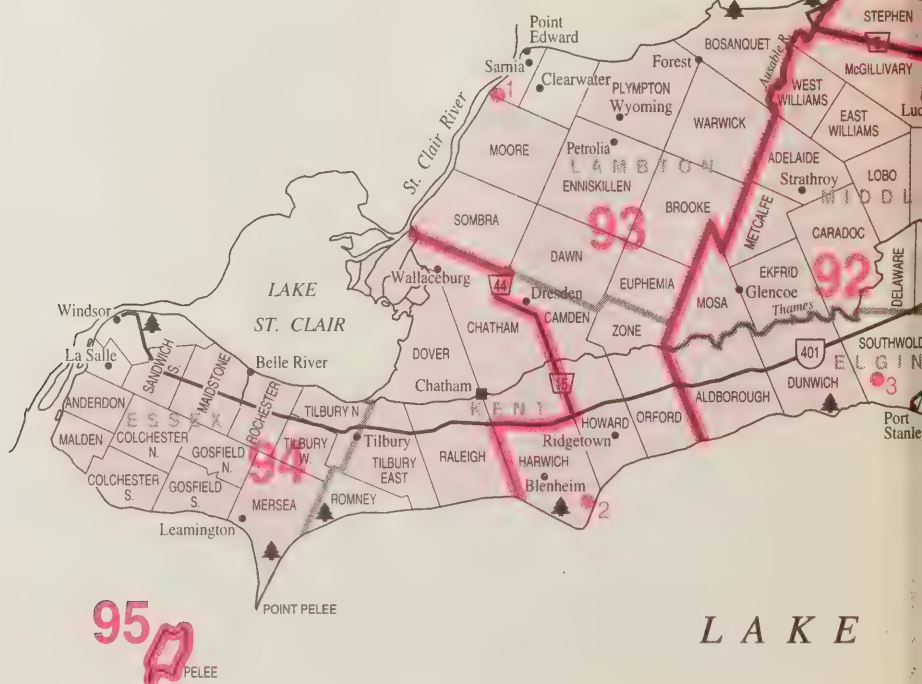 STEPHEN
Point
Edward
BOSANQUET
Ausable R.
McGILLIVARY
Sarnia
Forest
Clearwater
PLYMPTON
WEST
WILLIAMS
1
Wyoming
EAST
WILLIAMS
WARWICK
St. Clair River
MOORE
Petrolia
LAMBTON
ADELAIDE
LOBO
ENNISKILLEN
Strathroy
MIDDL
BROOKE
METCALFE
SOMBRA
93
CARADOC
DAWN
EKFRID
92
DELAWARE
Wallaceburg
LAKE
ST. CLAIR
44
Dresden
EUPHEMIA
MOSA
Glencoe
Thames
Windsor
CHATHAM
CAMDEN
ZONE
SOUTHWOLD
La Salle
SANDWICH
S.
MAIDSTONE
Belle River
DOVER
401
ELGIN
Chatham
15
DUNWICH
3
ANDERDON
ESSEX
ROCHESTER
TILBURY N
KENT
HOWARD
ORFORD
ALDBOROUGH
Port
Stanle
MALDEN
COLCHESTER
N.
GOSFIELD
N.
94
TILBURY
W.
Tilbury
TILBURY
EAST
RALEIGH
Ridgetown
HARWICH
Blenheim
COLCHESTER
S.
GOSFIELD
S.
MERSEA
ROMNEY
2
Leamington
POINT PELEE
95
PELEE
LAKE